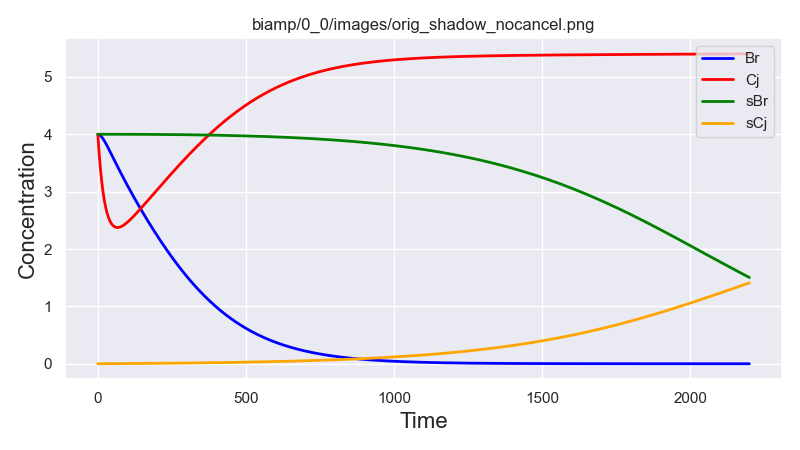 biamp/0_0/images/orig_shadow_nocancel.png
Concentration
5
4
3
2
1
0
Br
Cj
sBr
sCj
0
500
1000
1500
2000
Time